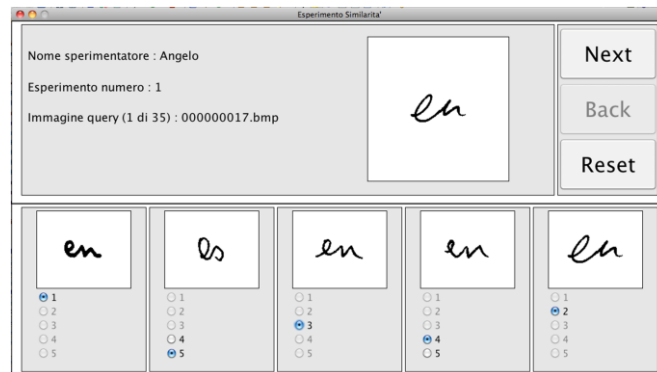 Esperimento Similarita'
Nome sperimentatore : Angelo
Esperimento numero : 1
Immagine query (1 di 35) : 000000017.bmp
en
Next
Back
Reset
en
es
en
en
en
1
2
3
4
5
1
2
3
4
5
1
2
3
4
5
1
2
3
4
5
1
2
3
4
5